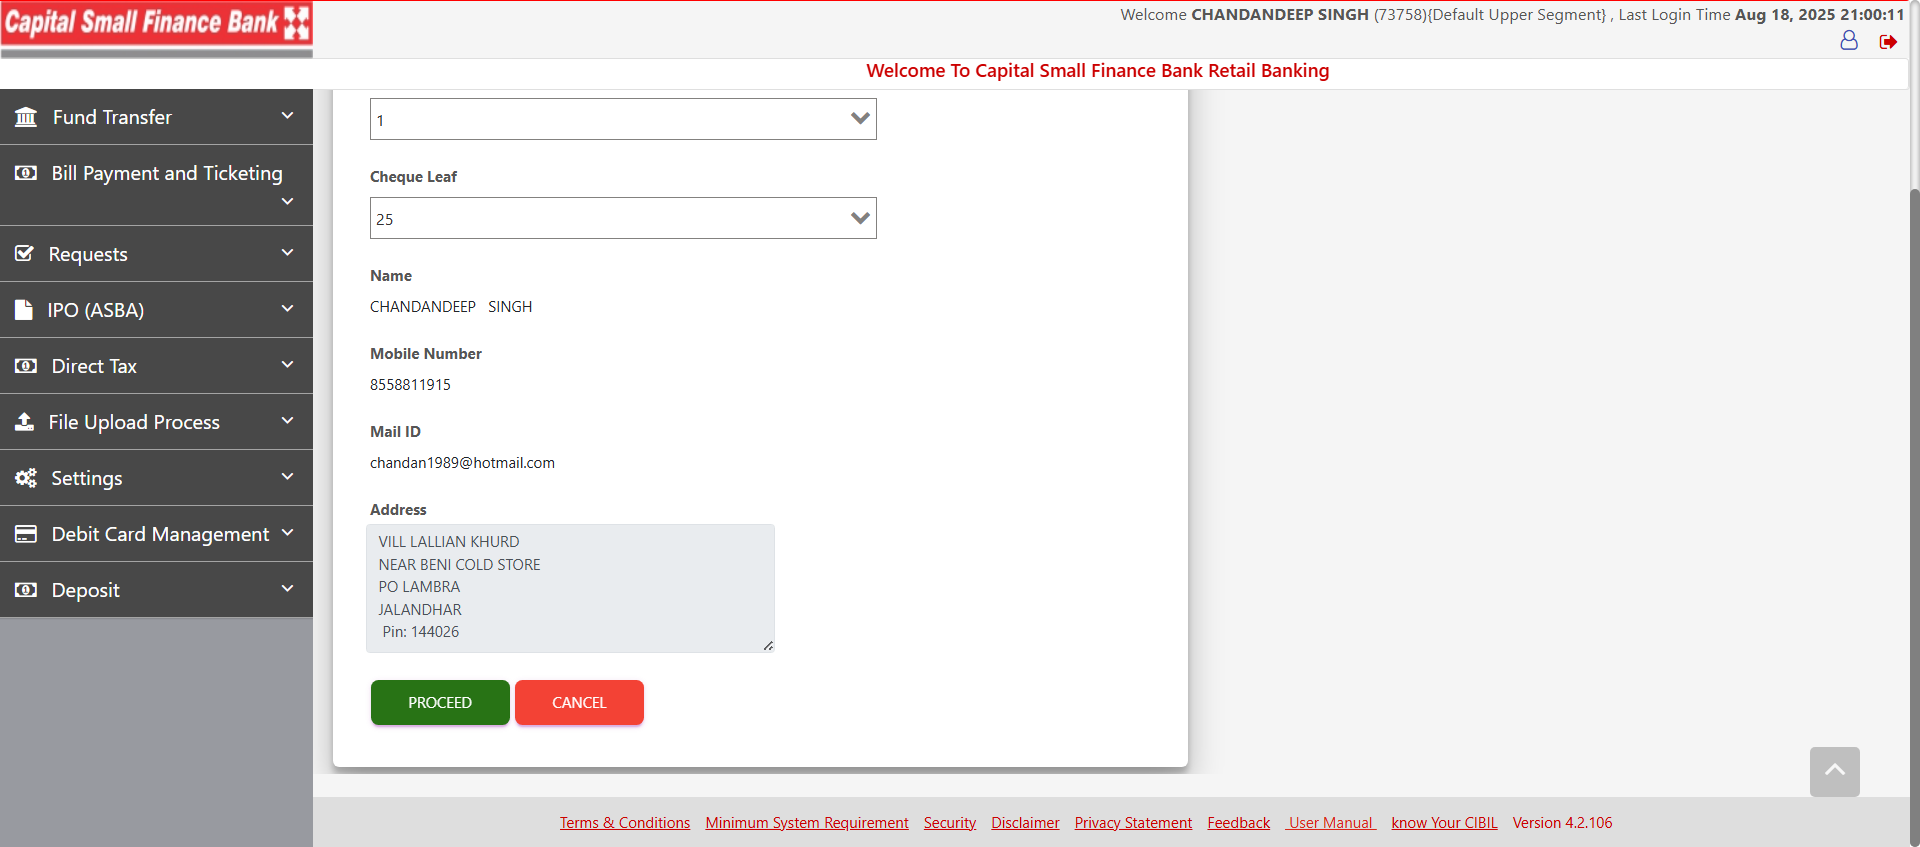 Capital Small Finance Bank
Welcome CHANDANDEEP SINGH (73758){Default Upper Segment} , Last Login Time Aug 18, 2025 21:00:11
Welcome To Capital Small Finance Bank Retail Banking
Fund Transfer
Bill Payment and Ticketing
Requests
IPO (ASBA)
Direct Tax
File Upload Process
Settings
Debit Card Management
Deposit
1
Cheque Leaf
25
Name
CHANDANDEEP SINGH
Mobile Number
8558811915
Mail ID
chandan1989@hotmail.com
Address
VILL LALLIAN KHURD
NEAR BENI COLD STORE
PO LAMBRA
JALANDHAR
Pin: 144026
PROCEED CANCEL
Terms & Conditions Minimum System Requirement Security Disclaimer Privacy Statement Feedback User Manual know Your CIBIL Version 4.2.106